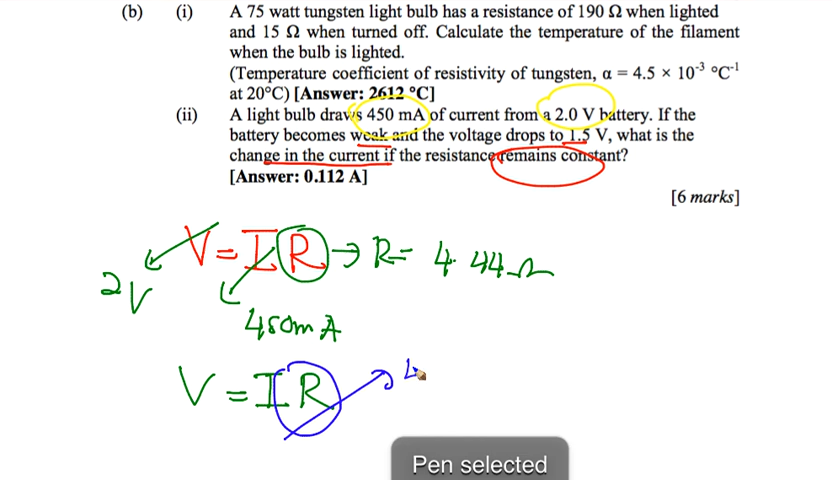 (b) (i) A 75 watt tungsten light bulb has a resistance of 190 Ω when lighted
and 15 Ω when turned off. Calculate the temperature of the filament
when the bulb is lighted.
(Temperature coefficient of resistivity of tungsten, α = 4.5 × 10⁻³ °C⁻¹
at 20°C) [Answer: 2612 °C]
(ii) A light bulb draws 450 mA of current from a 2.0 V battery. If the
battery becomes weak and the voltage drops to 1.5 V, what is the
change in the current if the resistance remains constant?
[Answer: 0.112 A]
[6 marks]
V = IR → R = 4.44Ω
2V
450mA
V = IR
4
Pen selected